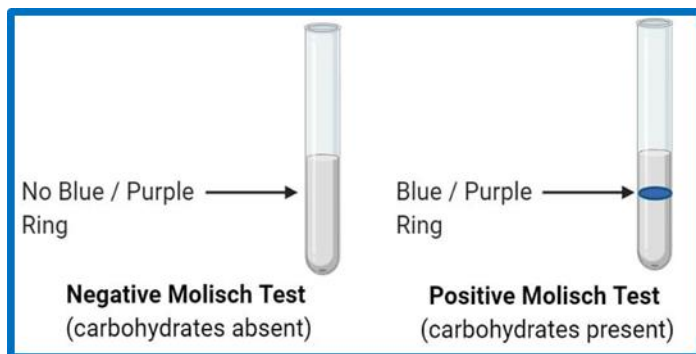 No Blue / Purple
Ring
Negative Molisch Test
(carbohydrates absent)
Blue / Purple
Ring
Positive Molisch Test
(carbohydrates present)